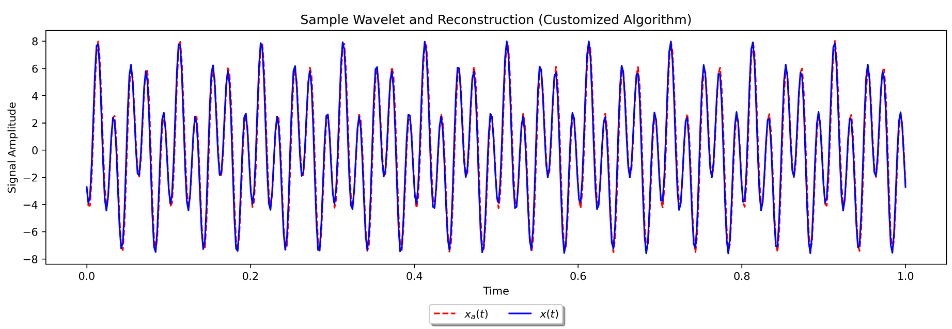 Sample Wavelet and Reconstruction (Customized Algorithm)
Signal Amplitude
8
6
4
2
0
−2
−4
−6
−8
0.0 0.2 0.4 0.6 0.8 1.0
Time
xₐ(t) x(t)